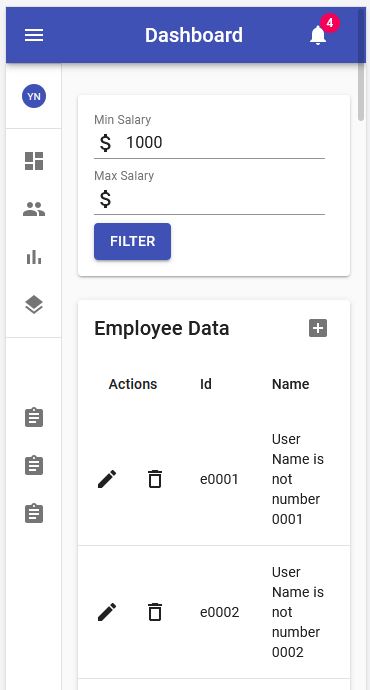 Dashboard
4
YN
Min Salary
$ 1000
Max Salary
$
FILTER
Employee Data
Actions Id Name
User
Name is
not
e0001 number
0001
User
Name is
not
e0002 number
0002